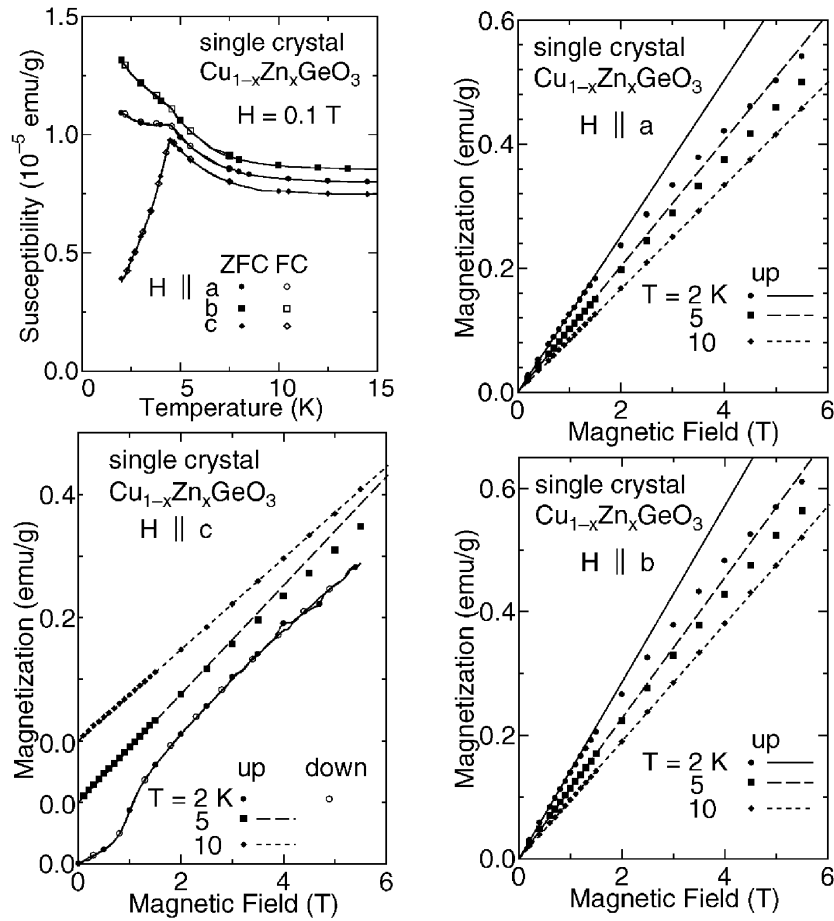 single crystal
Cu1−xZnxGeO3
H = 0.1 T
ZFC FC
H || a
b
c
1.5
1.0
0.5
0.0
Susceptibility (10−5 emu/g)
0 5 10 15
Temperature (K)
single crystal
Cu1−xZnxGeO3
H || a
up
T = 2 K
5
10
0.6
0.4
0.2
0.0
Magnetization (emu/g)
0 2 4 6
Magnetic Field (T)
single crystal
Cu1−xZnxGeO3
H || c
up down
T = 2 K
5
10
0.4
0.2
0.0
0.0
0.0
Magnetization (emu/g)
0 2 4 6
Magnetic Field (T)
single crystal
Cu1−xZnxGeO3
H || b
up
T = 2 K
5
10
0.6
0.4
0.2
0.0
Magnetization (emu/g)
0 2 4 6
Magnetic Field (T)